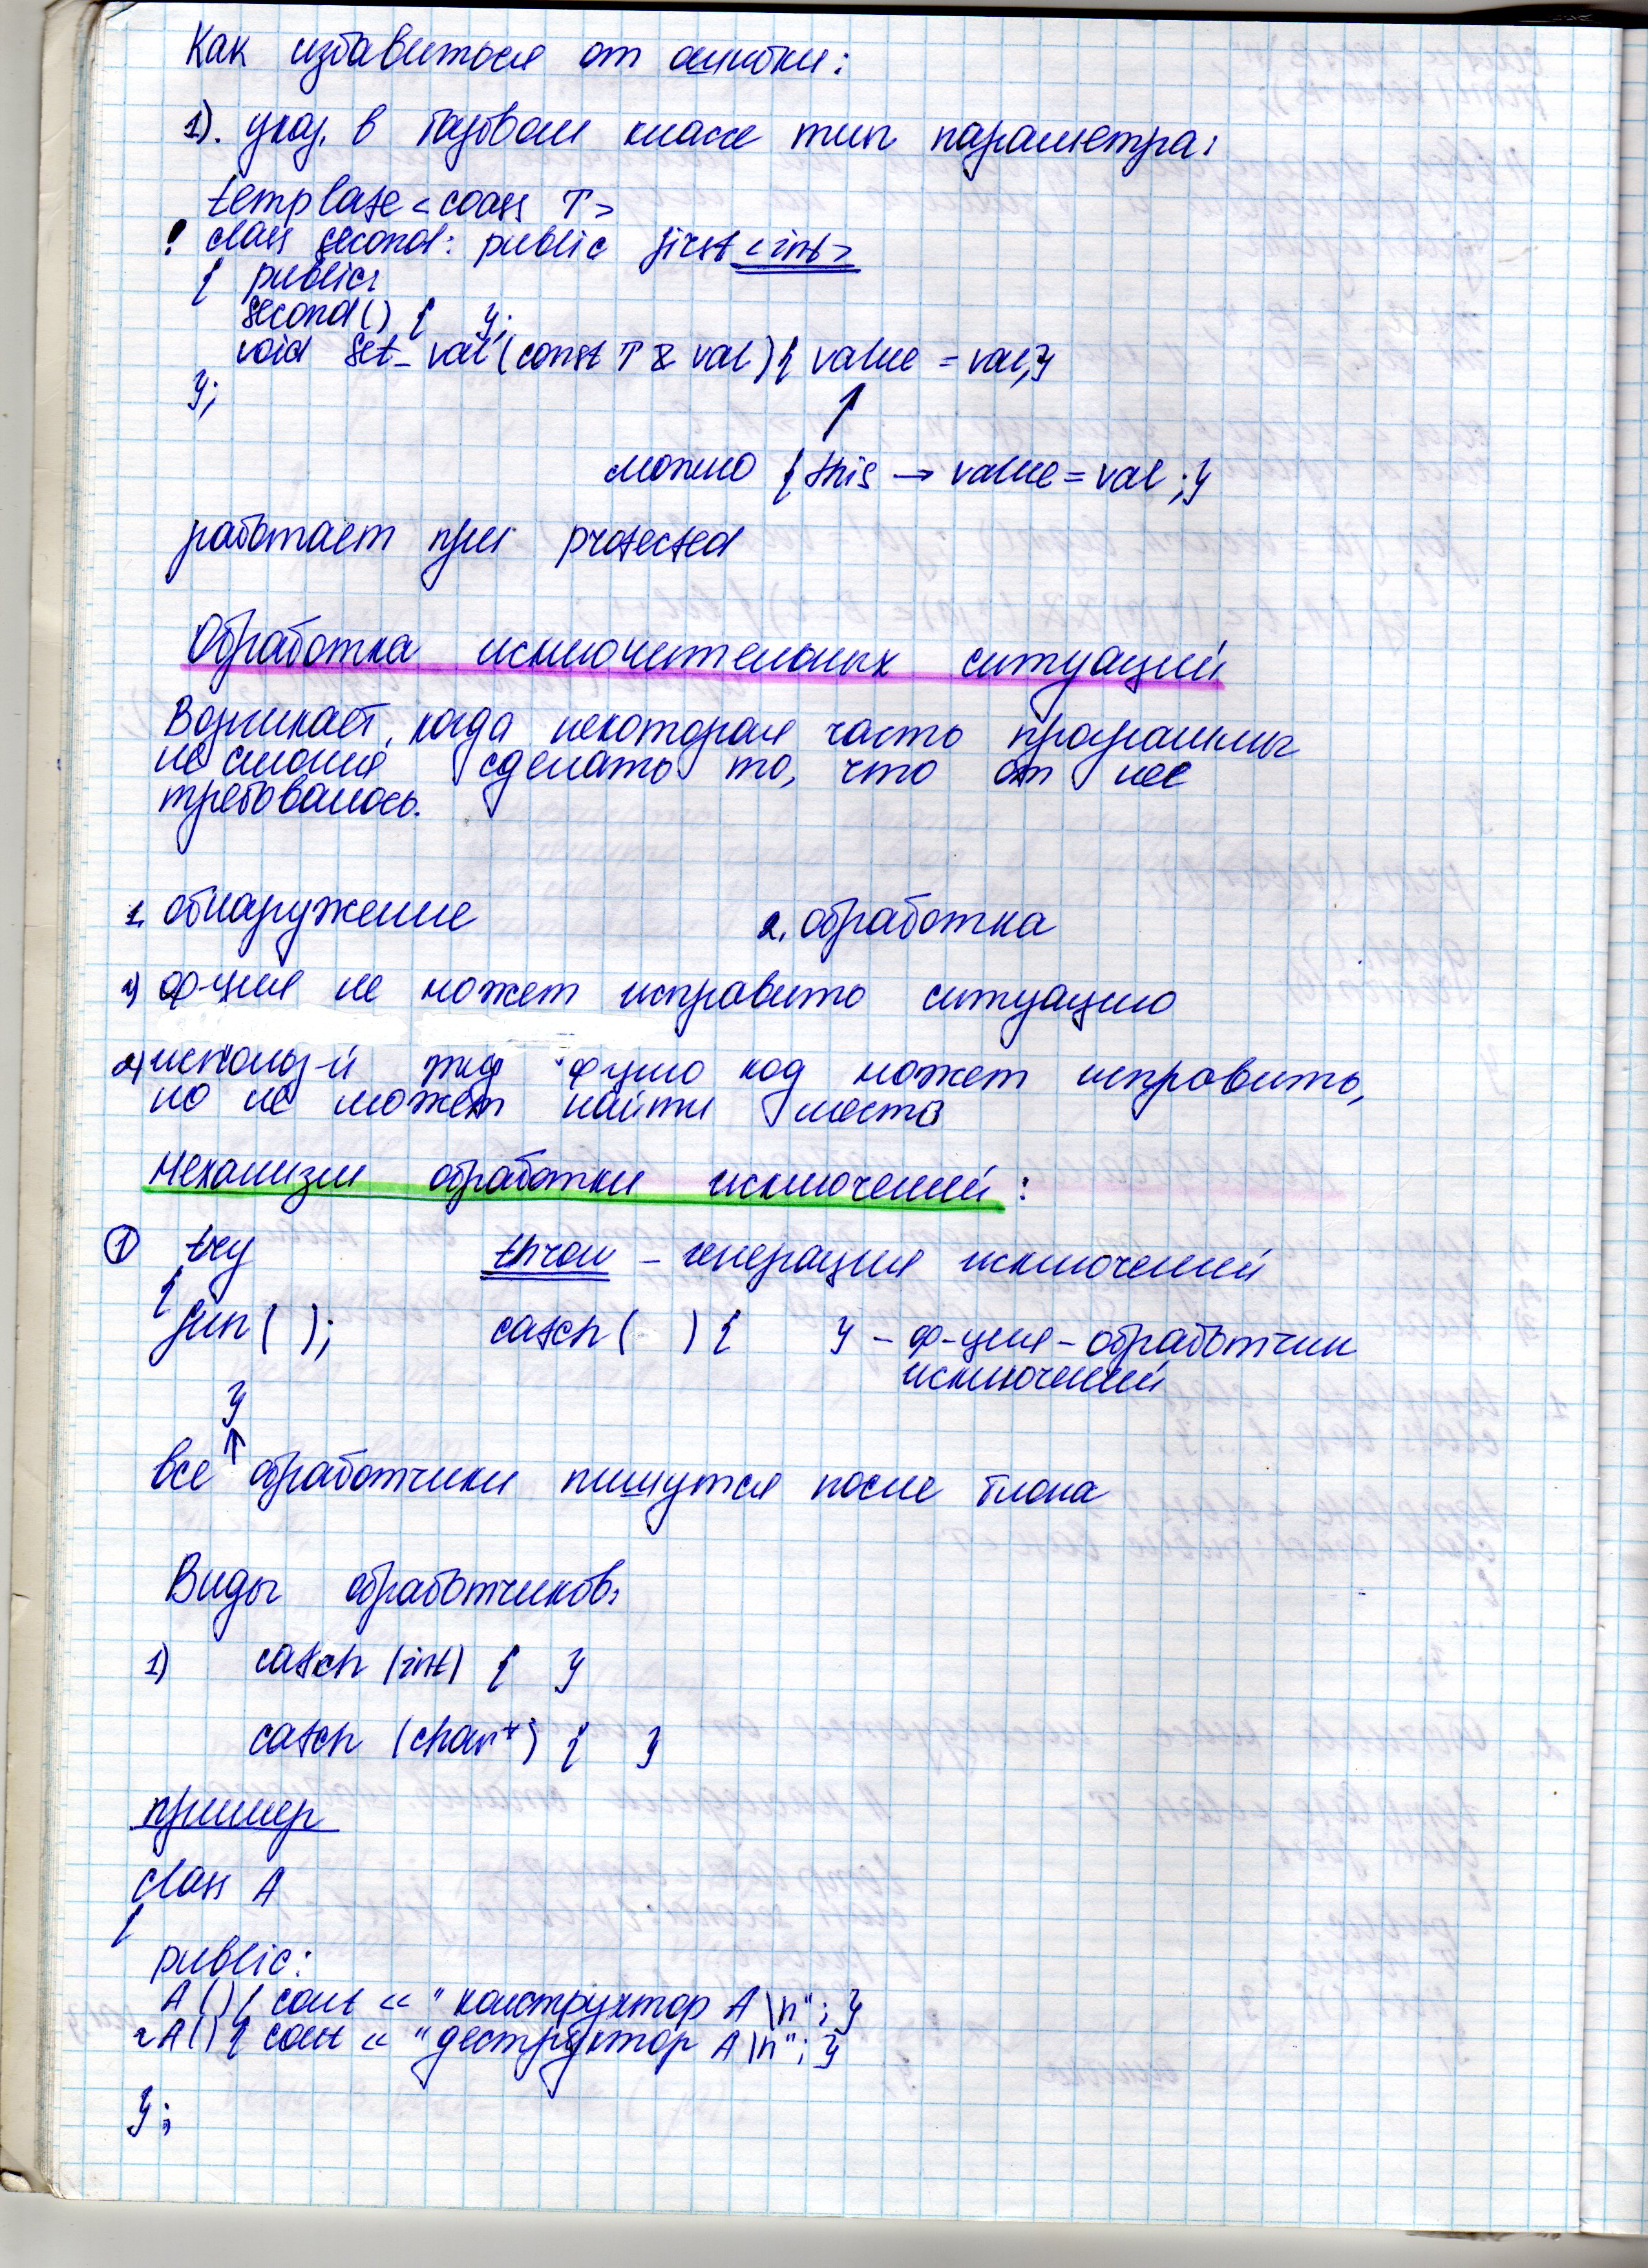 Как избавиться от ошибки:
1). указ. в базовом классе тип параметра:
template <class T>
! class second: public first <int>
{ public:
second() { };
void set_val (const T & val) { value = val; }
};
можно { this → value = val ; }
работает при protected
Обработка исключительных ситуаций
Возникает, когда некоторая часть программы
не смогла сделать то, что от нее
требовалось.
1. обнаружение 2. обработка
1) ф-ция не может исправить ситуацию
2) использ-й эту ф-цию код может исправить,
но не может найти место
Механизм обработки исключений:
① try throw – генерация исключений
{
fun ( ); catch ( ) { } – ф-ция – обработчик
исключений
}
↑
все обработчики пишутся после блока
Виды обработчиков:
1) catch (int) { }
catch (char*) { }
пример
class A
{
public:
A () { cout << "конструктор A \n" ; }
~A () { cout << "деструктор A \n" ; }
};